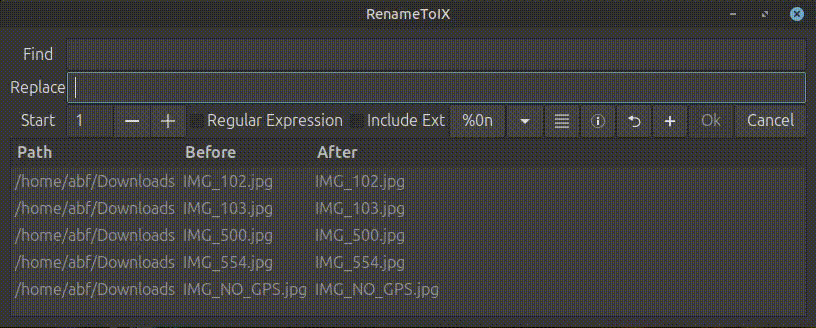 RenameToIX
Find
Replace
Start 1 Regular Expression Include Ext %0n Ok Cancel
Path Before After
/home/abf/Downloads IMG_102.jpg IMG_102.jpg
/home/abf/Downloads IMG_103.jpg IMG_103.jpg
/home/abf/Downloads IMG_500.jpg IMG_500.jpg
/home/abf/Downloads IMG_554.jpg IMG_554.jpg
/home/abf/Downloads IMG_NO_GPS.jpg IMG_NO_GPS.jpg